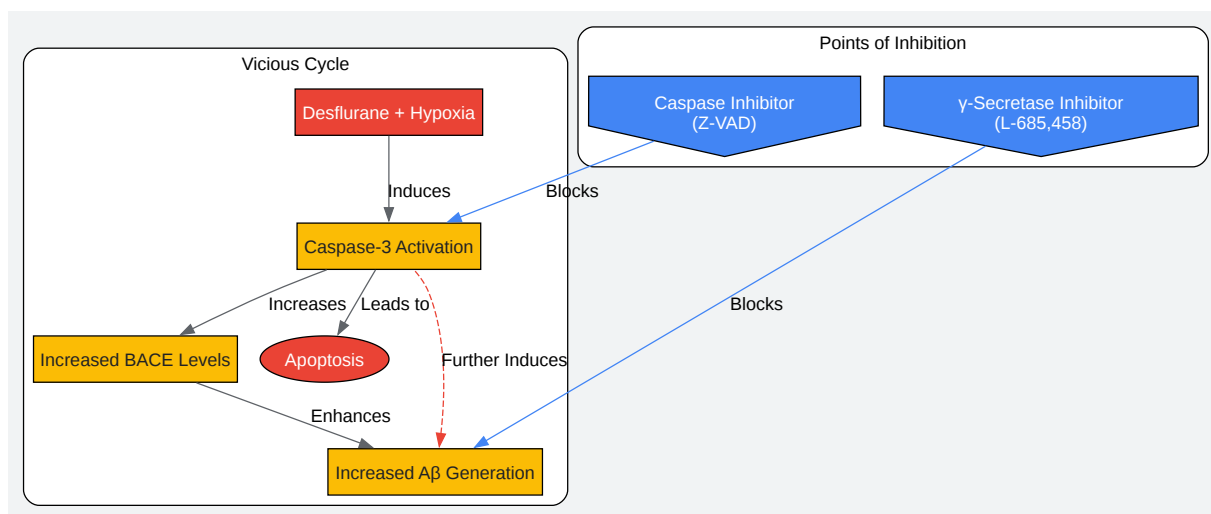 Points of Inhibition
Vicious Cycle
Caspase Inhibitor
(Z-VAD)
γ-Secretase Inhibitor
(L-685,458)
Desflurane + Hypoxia
Induces
Blocks
Caspase-3 Activation
Increases
Leads to
Blocks
Increased BACE Levels
Apoptosis
Further Induces
Enhances
Increased Aβ Generation